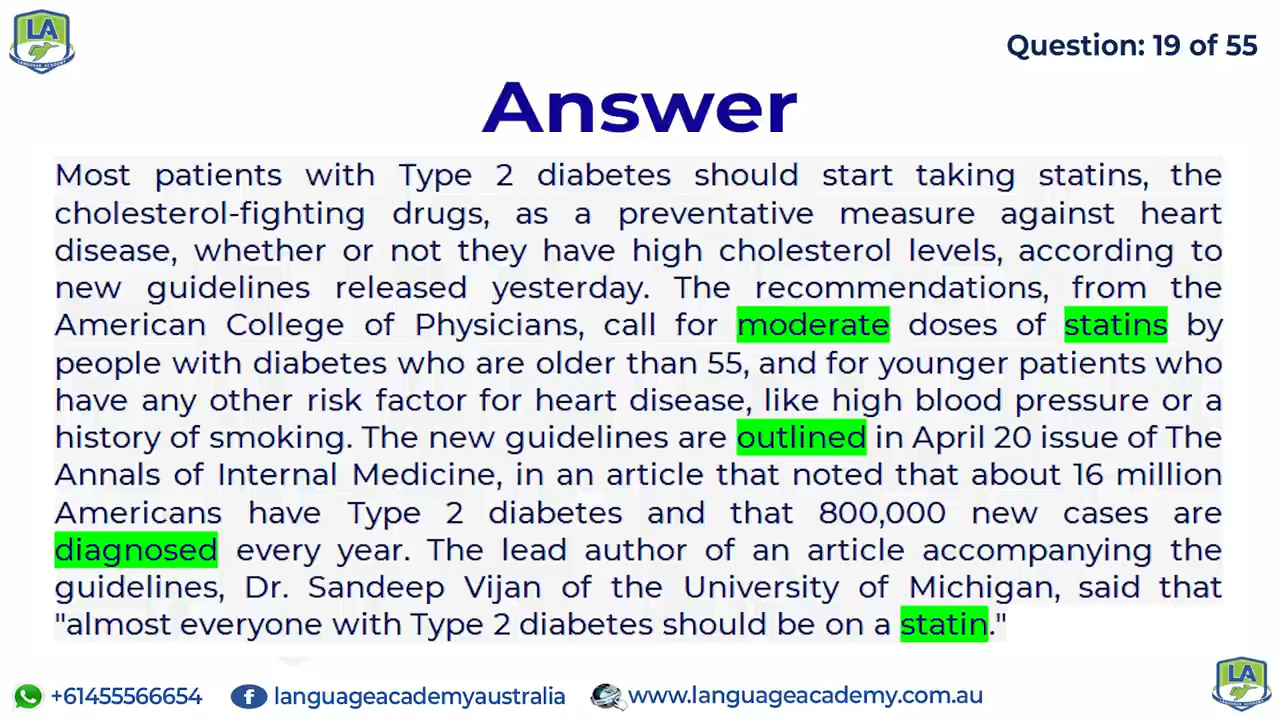 LA
LANGUAGE ACADEMY
Question: 19 of 55
Answer
Most patients with Type 2 diabetes should start taking statins, the
cholesterol-fighting drugs, as a preventative measure against heart
disease, whether or not they have high cholesterol levels, according to
new guidelines released yesterday. The recommendations, from the
American College of Physicians, call for moderate doses of statins by
people with diabetes who are older than 55, and for younger patients who
have any other risk factor for heart disease, like high blood pressure or a
history of smoking. The new guidelines are outlined in April 20 issue of The
Annals of Internal Medicine, in an article that noted that about 16 million
Americans have Type 2 diabetes and that 800,000 new cases are
diagnosed every year. The lead author of an article accompanying the
guidelines, Dr. Sandeep Vijan of the University of Michigan, said that
"almost everyone with Type 2 diabetes should be on a statin."
+61455566654
languageacademyaustralia
www.languageacademy.com.au
LA